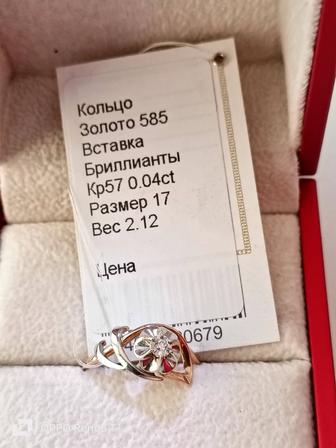 Кольцо
Золото 585
Вставка
Бриллианты
Кр57 0.04ct
Размер 17
Вес 2.12
Цена
0679